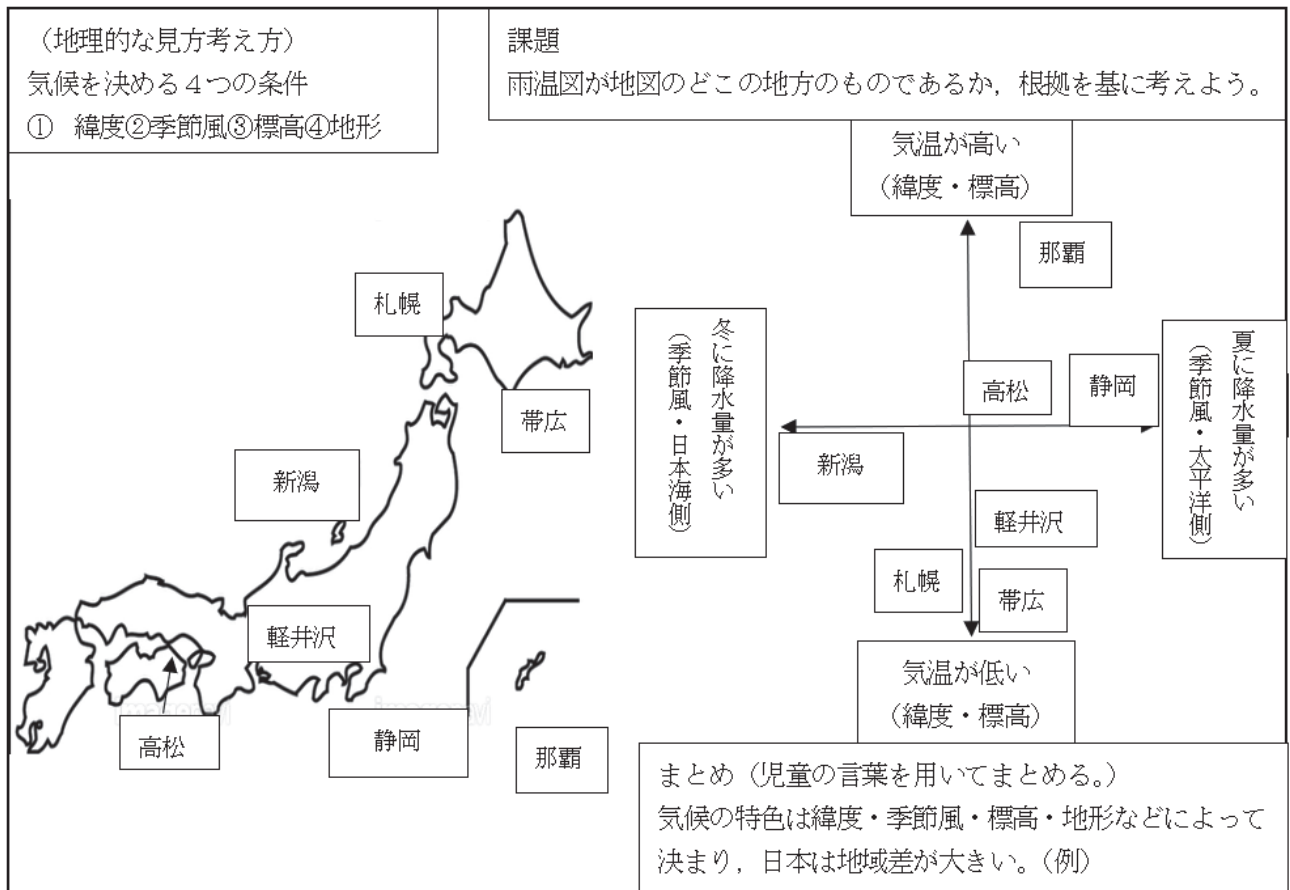 (地理的な見方考え方)
気候を決める４つの条件
① 緯度②季節風③標高④地形
課題
雨温図が地図のどこの地方のものであるか，根拠を基に考えよう。
札幌
帯広
新潟
軽井沢
高松
静岡
那覇
気温が高い
（緯度・標高）
那覇
冬に降水量が多い
（季節風・日本海側）
夏に降水量が多い
（季節風・太平洋側）
高松
静岡
新潟
軽井沢
札幌
帯広
気温が低い
（緯度・標高）
まとめ（児童の言葉を用いてまとめる。）
気候の特色は緯度・季節風・標高・地形などによって
決まり，日本は地域差が大きい。（例）